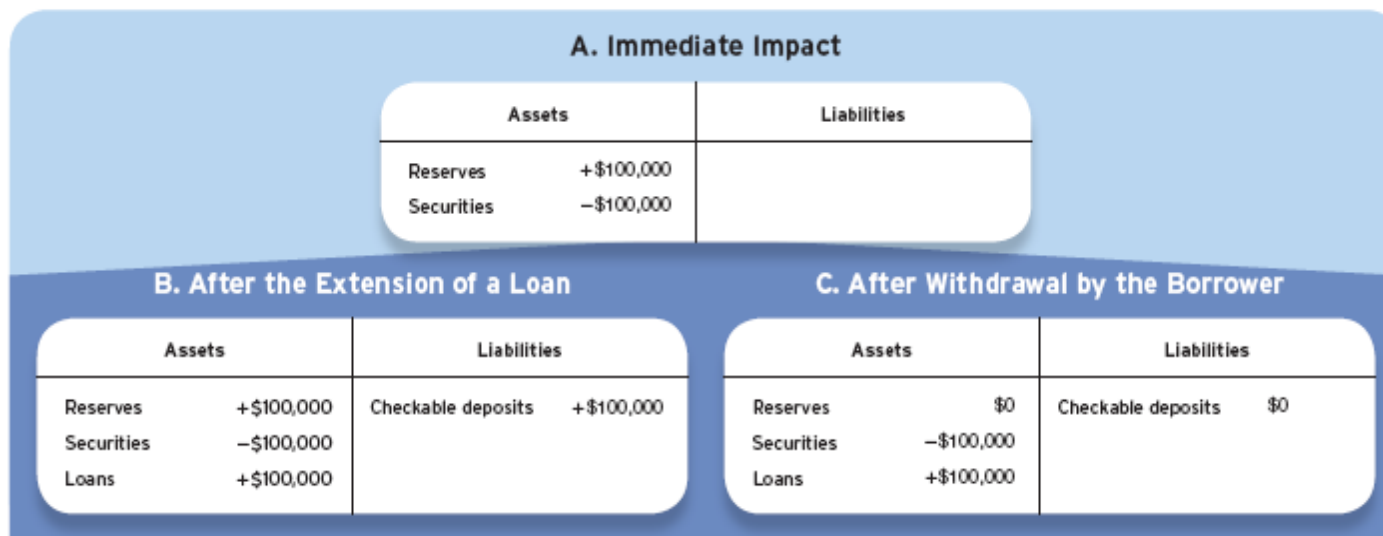 A. Immediate Impact
Assets Liabilities
Reserves +$100,000
Securities −$100,000
B. After the Extension of a Loan
Assets Liabilities
Reserves +$100,000 Checkable deposits +$100,000
Securities −$100,000
Loans +$100,000
C. After Withdrawal by the Borrower
Assets Liabilities
Reserves $0 Checkable deposits $0
Securities −$100,000
Loans +$100,000